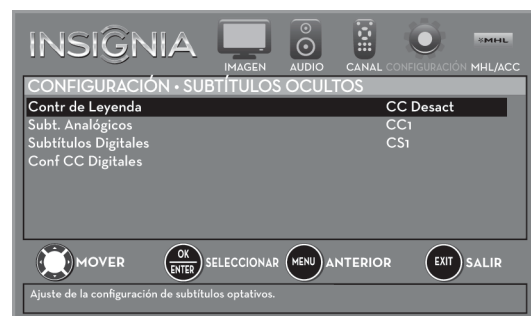 INSIGNIA
IMAGEN AUDIO CANAL CONFIGURACIÓN MHL/ACC
MHL
CONFIGURACIÓN • SUBTÍTULOS OCULTOS
Contr de Leyenda CC Desact
Subt. Analógicos CC1
Subtítulos Digitales CS1
Conf CC Digitales
MOVER OK ENTER SELECCIONAR MENU ANTERIOR EXIT SALIR
Ajuste de la configuración de subtítulos optativos.